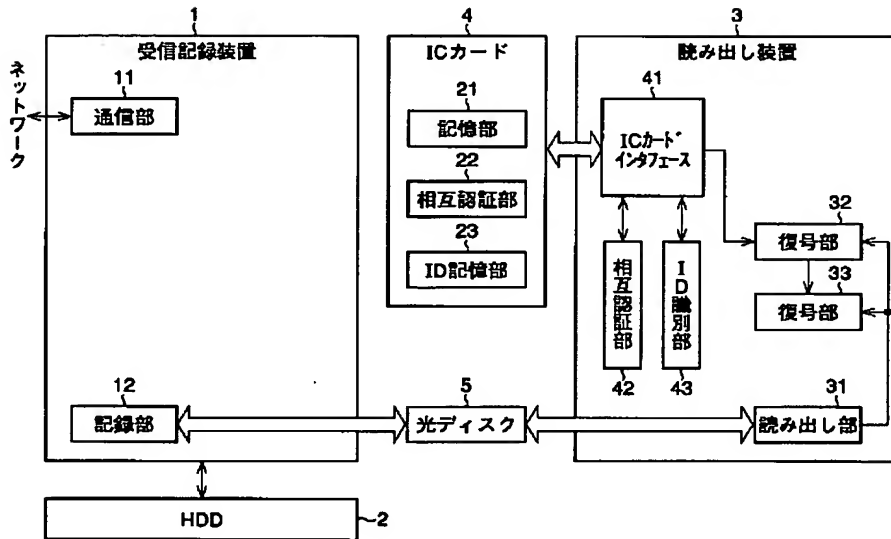 1
受信記録装置
ネットワーク
11
通信部
12
記録部
HDD
2
4
ICカード
21
記憶部
22
相互認証部
23
ID記憶部
5
光ディスク
3
読み出し装置
41
ICカード
インタフェース
32
復号部
33
復号部
相互認証部
42
ID識別部
43
31
読み出し部